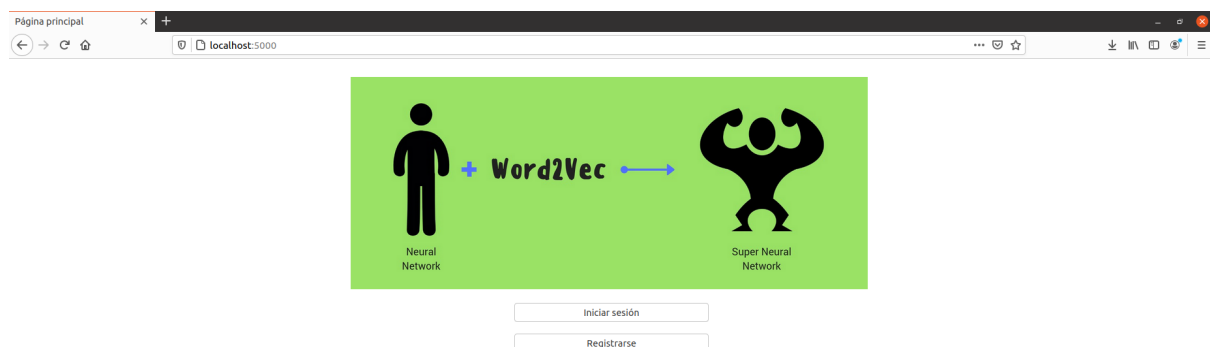 Página principal
localhost:5000
+ Word2Vec
Neural
Network
Super Neural
Network
Iniciar sesión
Registrarse